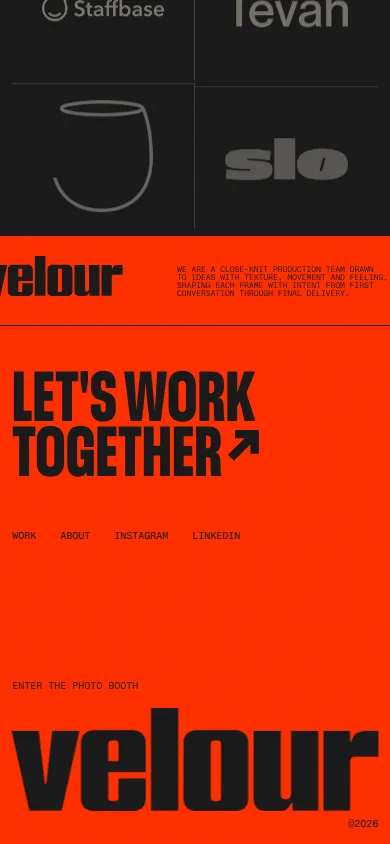 Staffbase
Tevah
slo
velour
WE ARE A CLOSE-KNIT PRODUCTION TEAM DRAWN
TO IDEAS WITH TEXTURE, MOVEMENT AND FEELING,
SHAPING EACH FRAME WITH INTENT FROM FIRST
CONVERSATION THROUGH FINAL DELIVERY.
LET'S WORK
TOGETHER↗
WORK ABOUT INSTAGRAM LINKEDIN
ENTER THE PHOTO BOOTH
velour
©2026